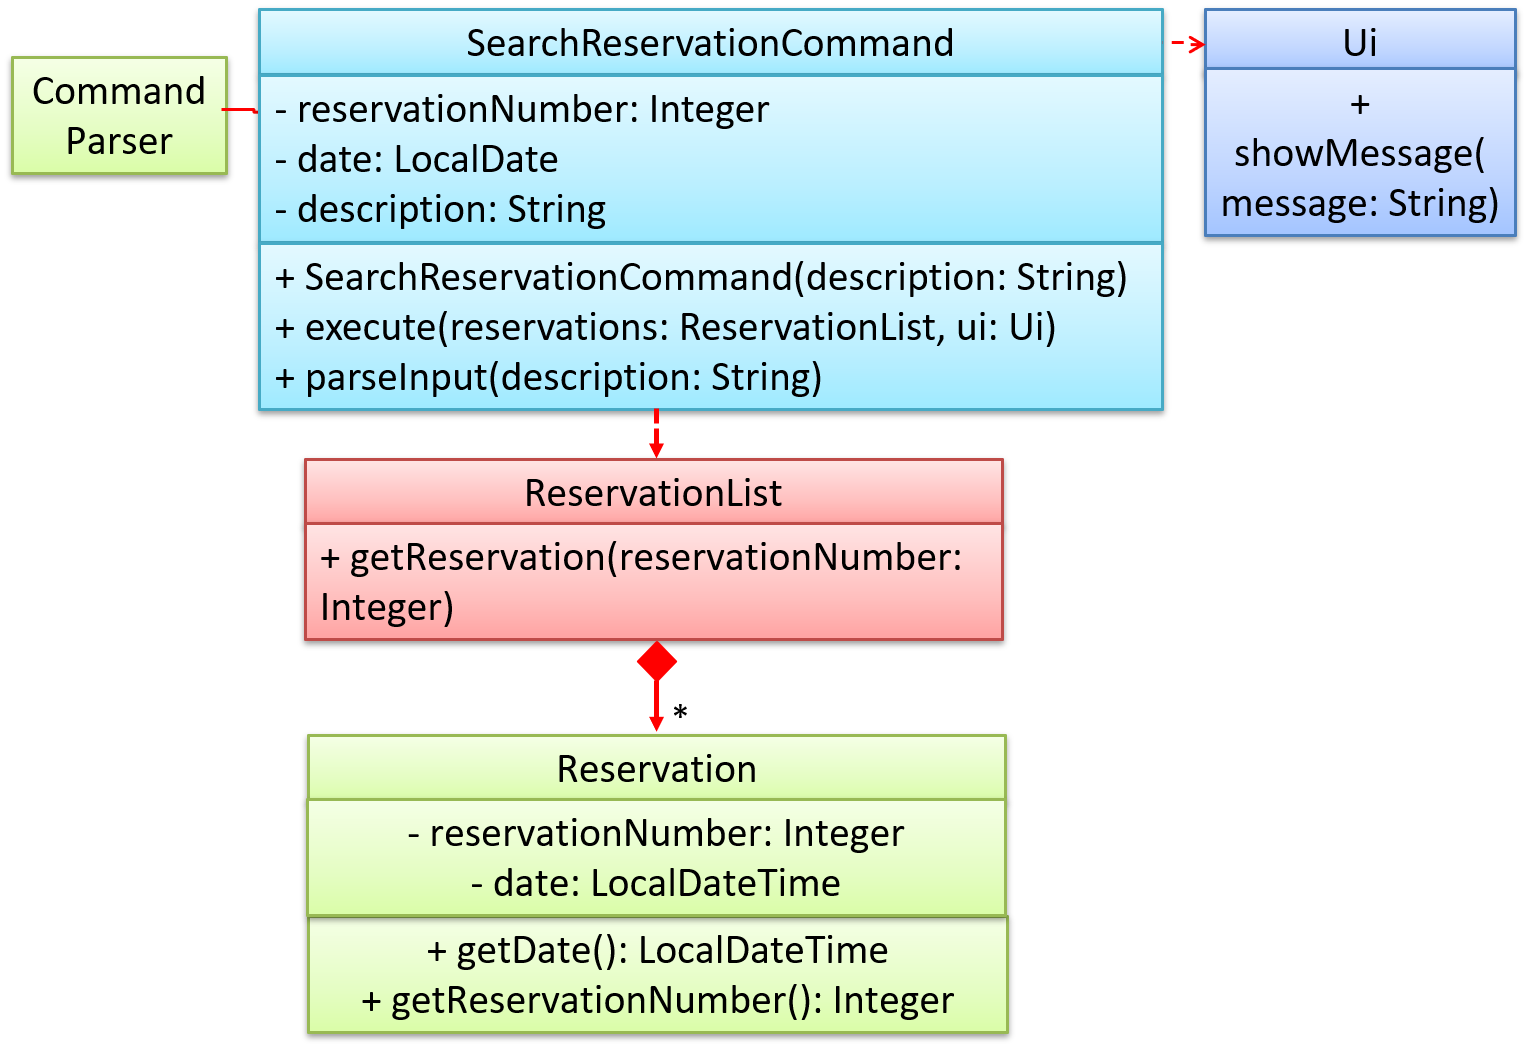 Command
Parser
SearchReservationCommand
- reservationNumber: Integer
- date: LocalDate
- description: String
+ SearchReservationCommand(description: String)
+ execute(reservations: ReservationList, ui: Ui)
+ parseInput(description: String)
Ui
+
showMessage(
message: String)
ReservationList
+ getReservation(reservationNumber:
Integer)
*
Reservation
- reservationNumber: Integer
- date: LocalDateTime
+ getDate(): LocalDateTime
+ getReservationNumber(): Integer